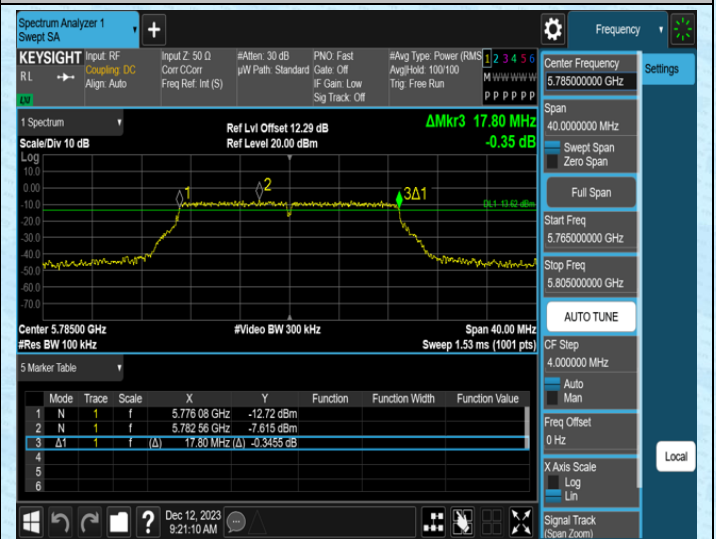 Spectrum Analyzer 1
Swept SA
Frequency
KEYSIGHT
RL
LXI
Input: RF
Coupling: DC
Align: Auto
Input Z: 50 Ω
Corr CCorr
Freq Ref: Int (S)
#Atten: 30 dB
µW Path: Standard
PNO: Fast
Gate: Off
IF Gain: Low
Sig Track: Off
#Avg Type: Power (RMS
Avg|Hold: 100/100
Trig: Free Run
1 2 3 4 5 6
M W W W W W
P P P P P P
1 Spectrum
Scale/Div 10 dB
Ref Lvl Offset 12.29 dB
Ref Level 20.00 dBm
ΔMkr3 17.80 MHz
-0.35 dB
Log
10.0
0.00
-10.0
-20.0
-30.0
-40.0
-50.0
-60.0
-70.0
1
2
3Δ1
DL1 -13.62 dBm
Center 5.78500 GHz
#Res BW 100 kHz
#Video BW 300 kHz
Span 40.00 MHz
Sweep 1.53 ms (1001 pts)
5 Marker Table
Mode Trace Scale X Y Function Function Width Function Value
1 N 1 f 5.776 08 GHz -12.72 dBm
2 N 1 f 5.782 56 GHz -7.615 dBm
3 Δ1 1 f (Δ) 17.80 MHz (Δ) -0.3455 dB
4
5
6
Dec 12, 2023
9:21:10 AM
Center Frequency
5.785000000 GHz
Span
40.0000000 MHz
Swept Span
Zero Span
Full Span
Start Freq
5.765000000 GHz
Stop Freq
5.805000000 GHz
AUTO TUNE
CF Step
4.000000 MHz
Auto
Man
Freq Offset
0 Hz
X Axis Scale
Log
Lin
Signal Track
(Span Zoom)
Settings
Local